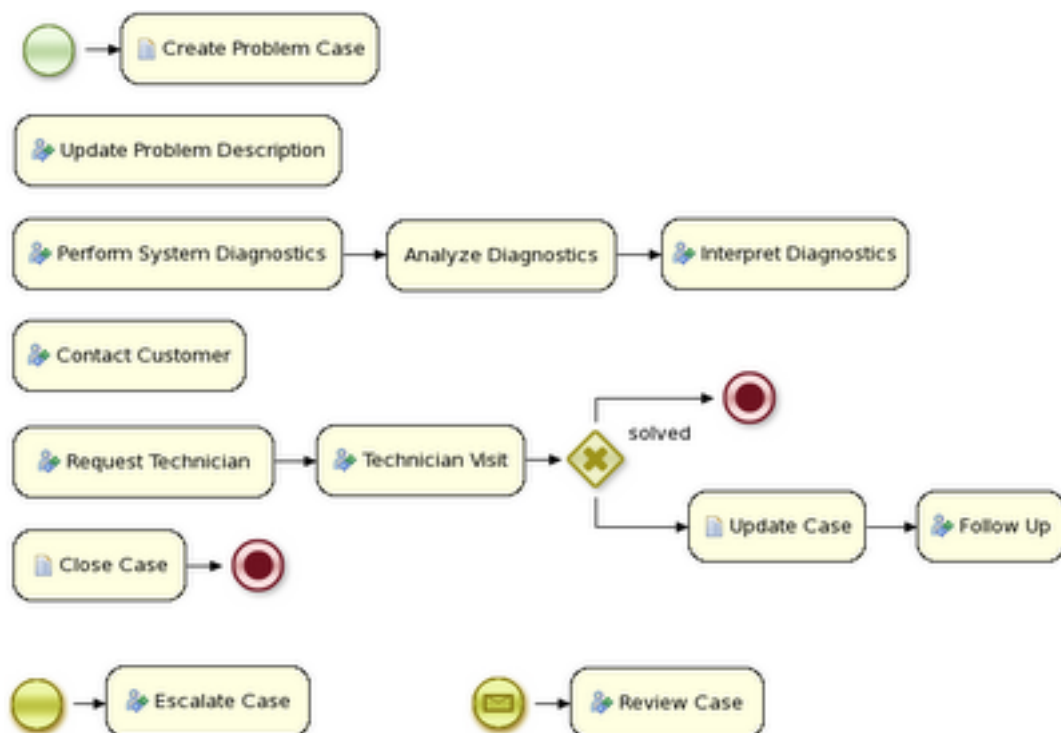 Create Problem Case
Update Problem Description
Perform System Diagnostics
Analyze Diagnostics
Interpret Diagnostics
Contact Customer
solved
Request Technician
Technician Visit
Update Case
Follow Up
Close Case
Escalate Case
Review Case